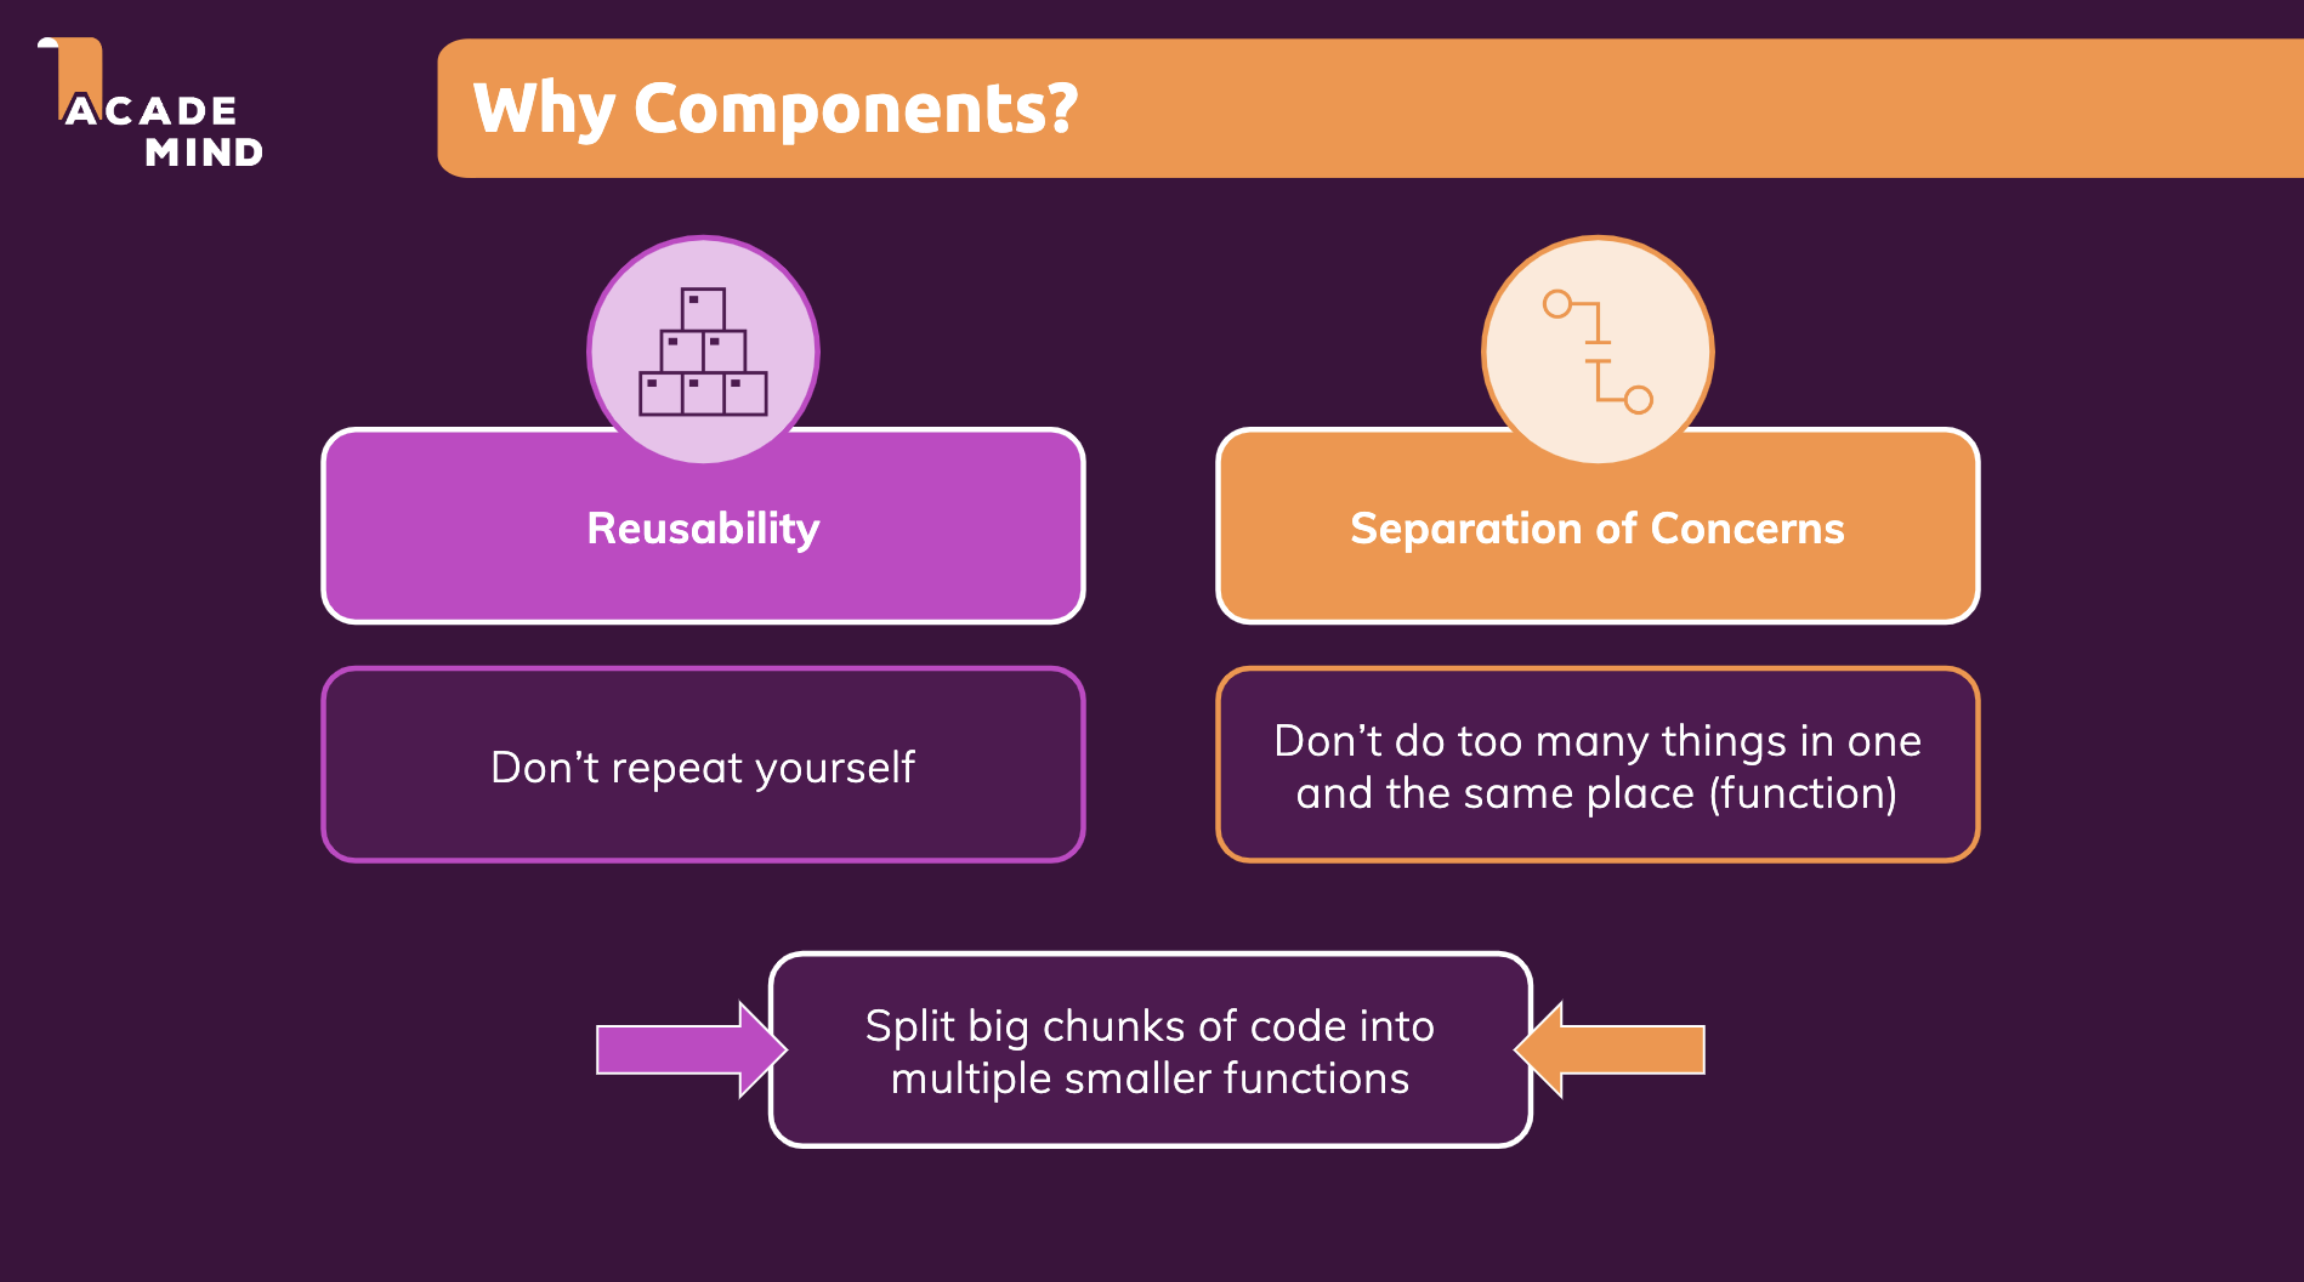 ACADE
MIND
Why Components?
Reusability
Separation of Concerns
Don’t repeat yourself
Don’t do too many things in one
and the same place (function)
Split big chunks of code into
multiple smaller functions